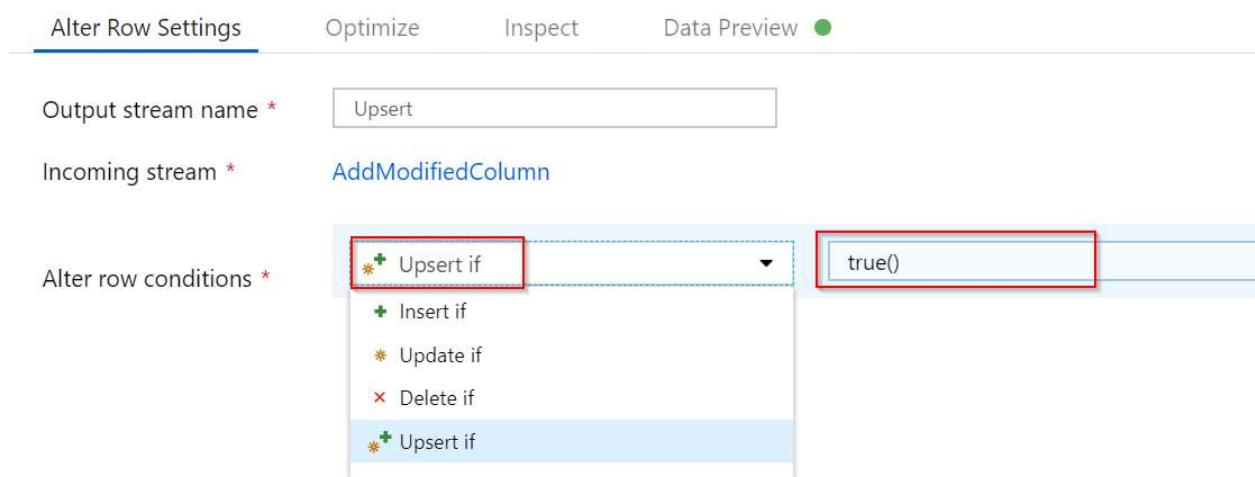 Alter Row Settings Optimize Inspect Data Preview
Output stream name * Upsert
Incoming stream * AddModifiedColumn
Alter row conditions * Upsert if true()
Insert if
Update if
Delete if
Upsert if